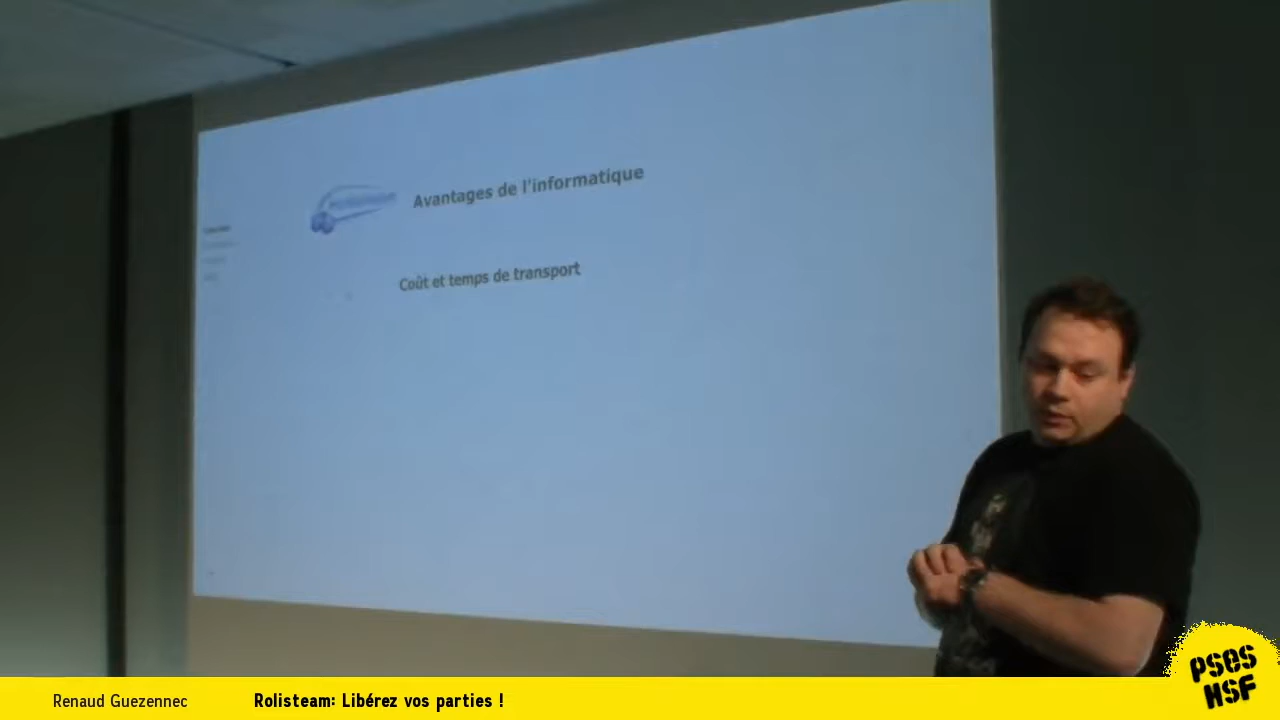 Avantages de l'informatique
Coût et temps de transport
Renaud Guezennec
Rolisteam: Libérez vos parties !
PSES
HSF